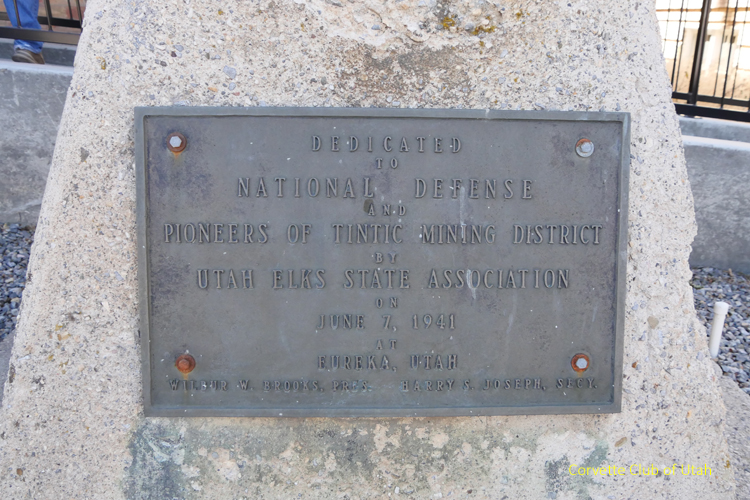 DEDICATED
TO
NATIONAL DEFENSE
AND
PIONEERS OF TINTIC MINING DISTRICT
BY
UTAH ELKS STATE ASSOCIATION
ON
JUNE 7, 1941
AT
EUREKA, UTAH
WILBUR W. BROOKS, PRES. HARRY S. JOSEPH, SECY.
Corvette Club of Utah